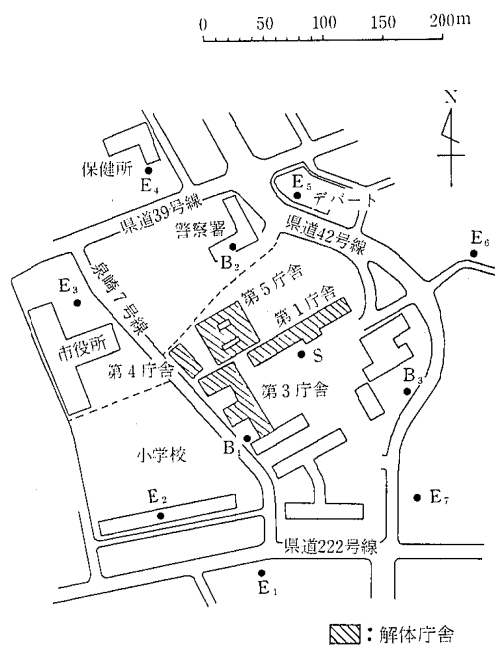 0 50 100 150 200m
N
保健所
E4
E5
デパート
県道39号線
警察署
B2
県道42号線
E6
E3
泉崎7号線
第5庁舎
第1庁舎
市役所
第4庁舎
S
第3庁舎
B3
B1
小学校
E2
E7
県道222号線
E1
:解体庁舎